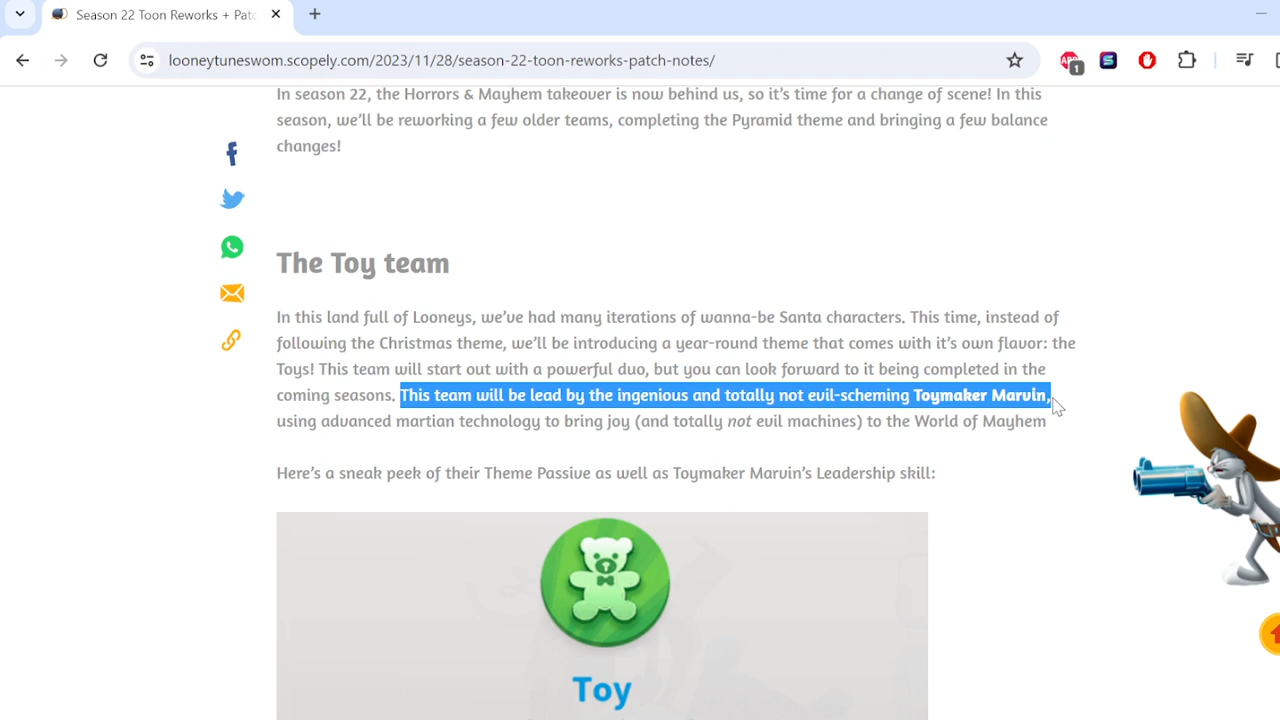 Season 22 Toon Reworks + Patc
looneytuneswom.scopely.com/2023/11/28/season-22-toon-reworks-patch-notes/
1
In season 22, the Horrors & Mayhem takeover is now behind us, so it's time for a change of scene! In this
season, we'll be reworking a few older teams, completing the Pyramid theme and bringing a few balance
changes!
The Toy team
In this land full of Looneys, we've had many iterations of wanna-be Santa characters. This time, instead of
following the Christmas theme, we'll be introducing a year-round theme that comes with it's own flavor: the
Toys! This team will start out with a powerful duo, but you can look forward to it being completed in the
coming seasons. This team will be lead by the ingenious and totally not evil-scheming Toymaker Marvin,
using advanced martian technology to bring joy (and totally not evil machines) to the World of Mayhem
Here's a sneak peek of their Theme Passive as well as Toymaker Marvin's Leadership skill:
Toy